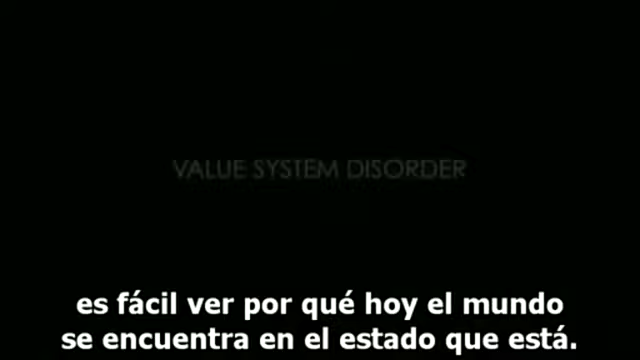 VALUE SYSTEM DISORDER
es fácil ver por qué hoy el mundo
se encuentra en el estado que está.